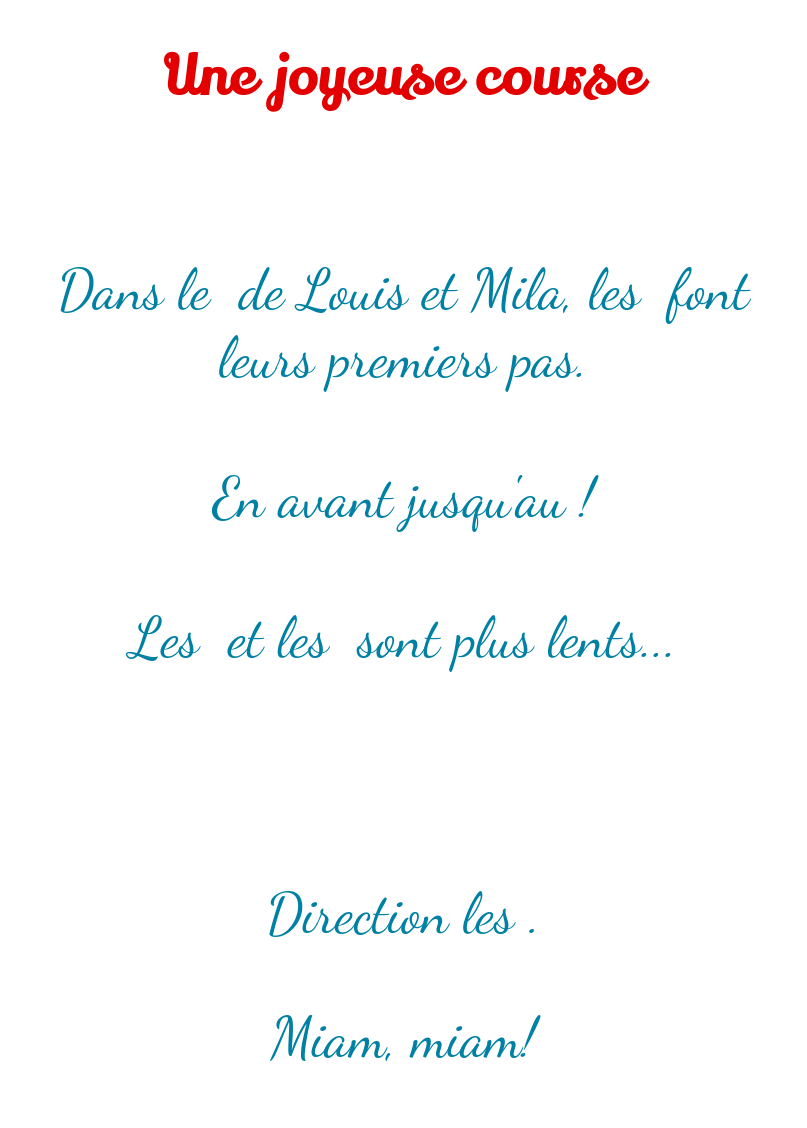 Une joyeuse course
Dans le de Louis et Mila, les font
leurs premiers pas.
En avant jusqu'au !
Les et les sont plus lents...
Direction les .
Miam, miam!